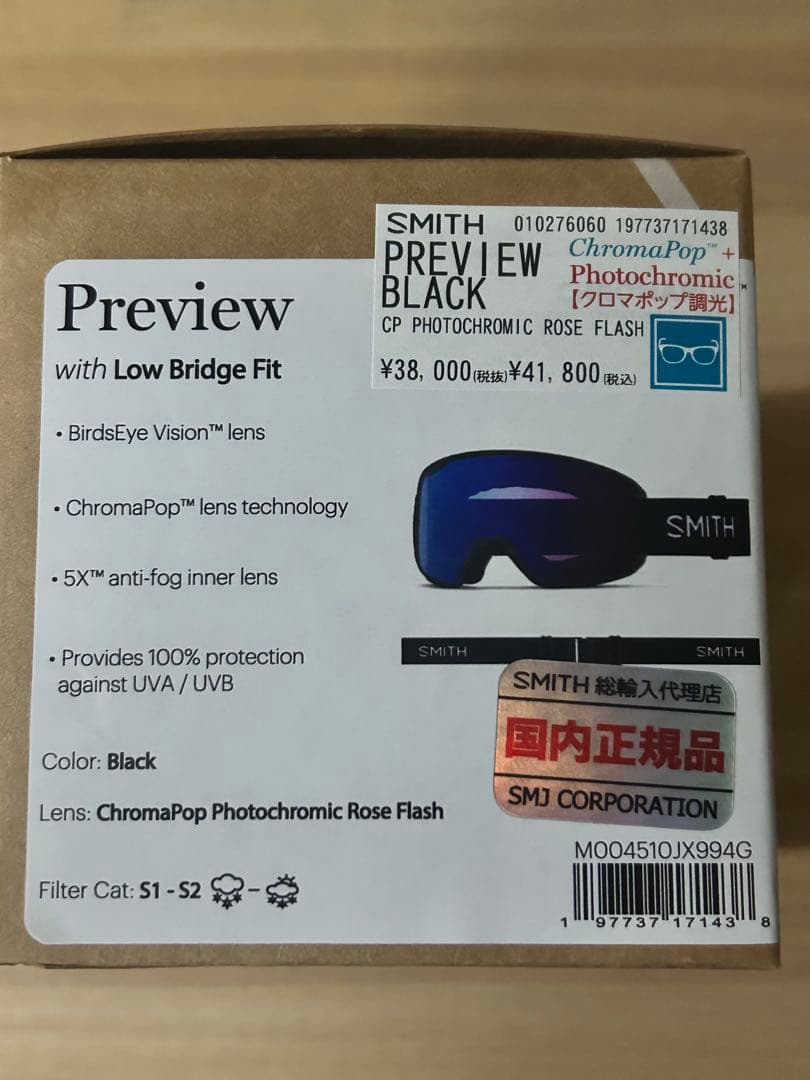 SMITH 010276060 197737171438
PREVIEW
BLACK
ChromaPop™+
Photochromic™
【クロマポップ調光】
CP PHOTOCHROMIC ROSE FLASH
¥38,000(税抜)¥41,800(税込)
Preview
with Low Bridge Fit
• BirdsEye Vision™ lens
• ChromaPop™ lens technology
• 5X™ anti-fog inner lens
• Provides 100% protection
against UVA / UVB
SMITH
SMITH SMITH
SMITH 総輸入代理店
国内正規品
SMJ CORPORATION
Color: Black
Lens: ChromaPop Photochromic Rose Flash
Filter Cat: S1 - S2 –
M004510JX994G
1 97737 17143 8